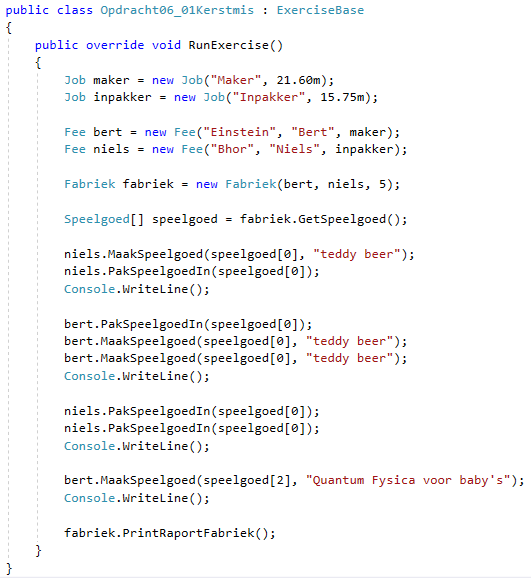 public class Opdracht06_01Kerstmis : ExerciseBase
{
public override void RunExercise()
{
Job maker = new Job("Maker", 21.60m);
Job inpakker = new Job("Inpakker", 15.75m);
Fee bert = new Fee("Einstein", "Bert", maker);
Fee niels = new Fee("Bhor", "Niels", inpakker);
Fabriek fabriek = new Fabriek(bert, niels, 5);
Speelgoed[] speelgoed = fabriek.GetSpeelgoed();
niels.MaakSpeelgoed(speelgoed[0], "teddy beer");
niels.PakSpeelgoedIn(speelgoed[0]);
Console.WriteLine();
bert.PakSpeelgoedIn(speelgoed[0]);
bert.MaakSpeelgoed(speelgoed[0], "teddy beer");
bert.MaakSpeelgoed(speelgoed[0], "teddy beer");
Console.WriteLine();
niels.PakSpeelgoedIn(speelgoed[0]);
niels.PakSpeelgoedIn(speelgoed[0]);
Console.WriteLine();
bert.MaakSpeelgoed(speelgoed[2], "Quantum Fysica voor baby's");
Console.WriteLine();
fabriek.PrintRaportFabriek();
}
}